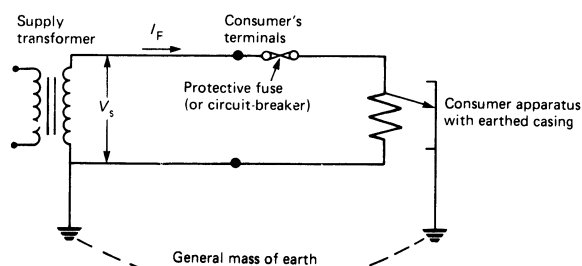 Supply
transformer
I_F
Consumer's
terminals
Protective fuse
(or circuit-breaker)
V_s
Consumer apparatus
with earthed casing
General mass of earth